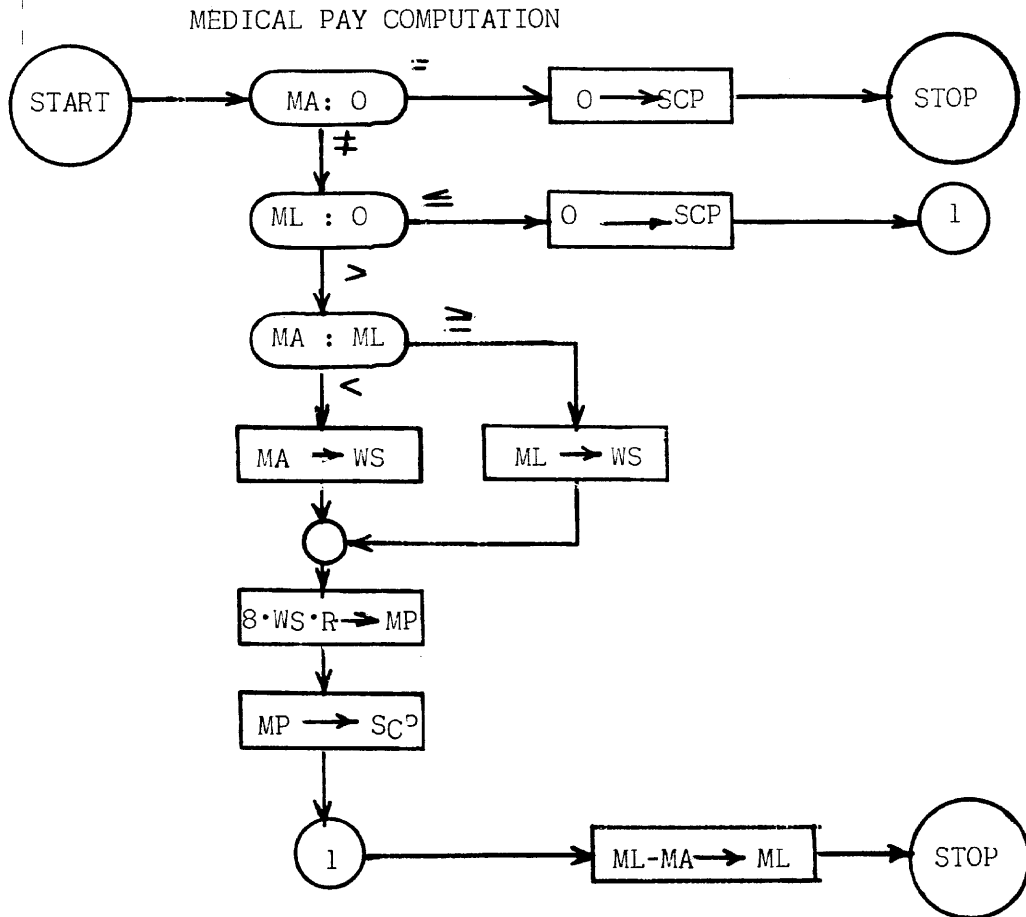 MEDICAL PAY COMPUTATION
START
MA: O
=
O → SCP
STOP
≠
ML : O
≤
O → SCP
1
>
MA : ML
≥
<
MA → WS
ML → WS
8·WS·R → MP
MP → SCP
1
ML-MA → ML
STOP